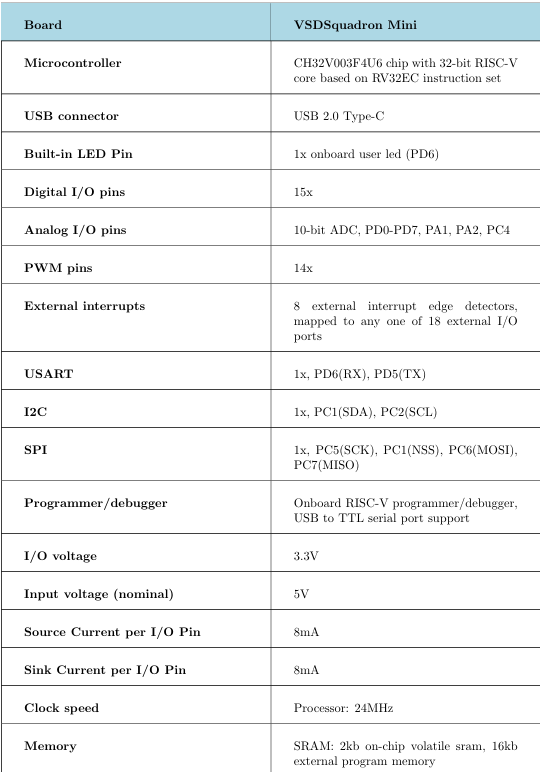 Board VSDSquadron Mini
Microcontroller CH32V003F4U6 chip with 32-bit RISC-V
core based on RV32EC instruction set
USB connector USB 2.0 Type-C
Built-in LED Pin 1x onboard user led (PD6)
Digital I/O pins 15x
Analog I/O pins 10-bit ADC, PD0-PD7, PA1, PA2, PC4
PWM pins 14x
External interrupts 8 external interrupt edge detectors,
mapped to any one of 18 external I/O
ports
USART 1x, PD6(RX), PD5(TX)
I2C 1x, PC1(SDA), PC2(SCL)
SPI 1x, PC5(SCK), PC1(NSS), PC6(MOSI),
PC7(MISO)
Programmer/debugger Onboard RISC-V programmer/debugger,
USB to TTL serial port support
I/O voltage 3.3V
Input voltage (nominal) 5V
Source Current per I/O Pin 8mA
Sink Current per I/O Pin 8mA
Clock speed Processor: 24MHz
Memory SRAM: 2kb on-chip volatile sram, 16kb
external program memory